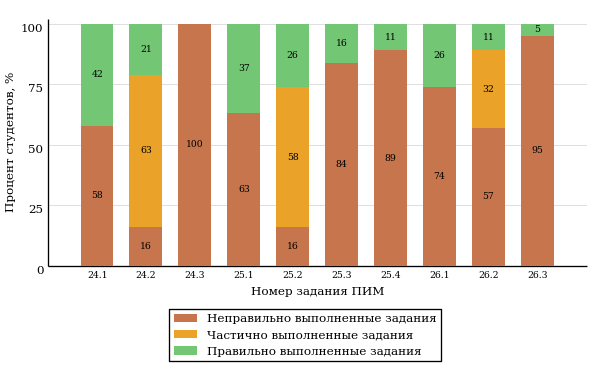 Процент студентов, %
100
75
50
25
0
42 21 37 26 16 11 26 11 5
63 58 32
58 16 100 63 16 84 89 74 57 95
24.1 24.2 24.3 25.1 25.2 25.3 25.4 26.1 26.2 26.3
Номер задания ПИМ
Неправильно выполненные задания
Частично выполненные задания
Правильно выполненные задания